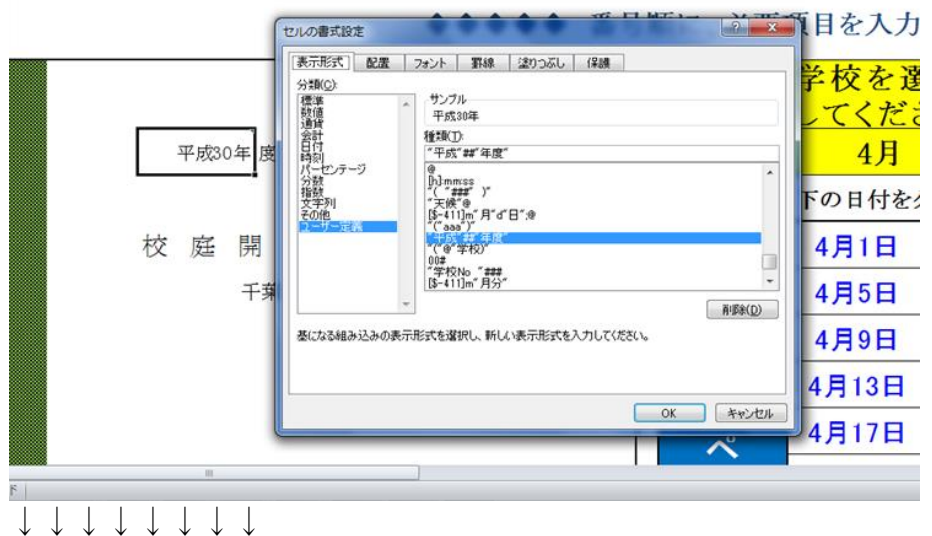 セルの書式設定
番号順に、必要項目を入力
表示形式 配置 フォント 罫線 塗りつぶし 保護
分類(C):
標準
数値
通貨
会計
日付
時刻
パーセンテージ
分数
指数
文字列
その他
ユーザー定義
サンプル
平成30年
種類(T):
"平成"##"年度"
@
[h]:mm:ss
"( "###" )"
"天候"@
[$-411]m"月"d"日";@
"("aaa")"
"平成"##"年度"
"("@"学校)"
00#
"学校No. "###
[$-411]m"月分"
削除(D)
基になる組み込みの表示形式を選択し、新しい表示形式を入力してください。
OK キャンセル
平成30年 度
校 庭 開
千葉
学校を選
してくださ
4月
下の日付を
4月1日
4月5日
4月9日
4月13日
4月17日
ペ
ド
↓ ↓ ↓ ↓ ↓ ↓ ↓ ↓